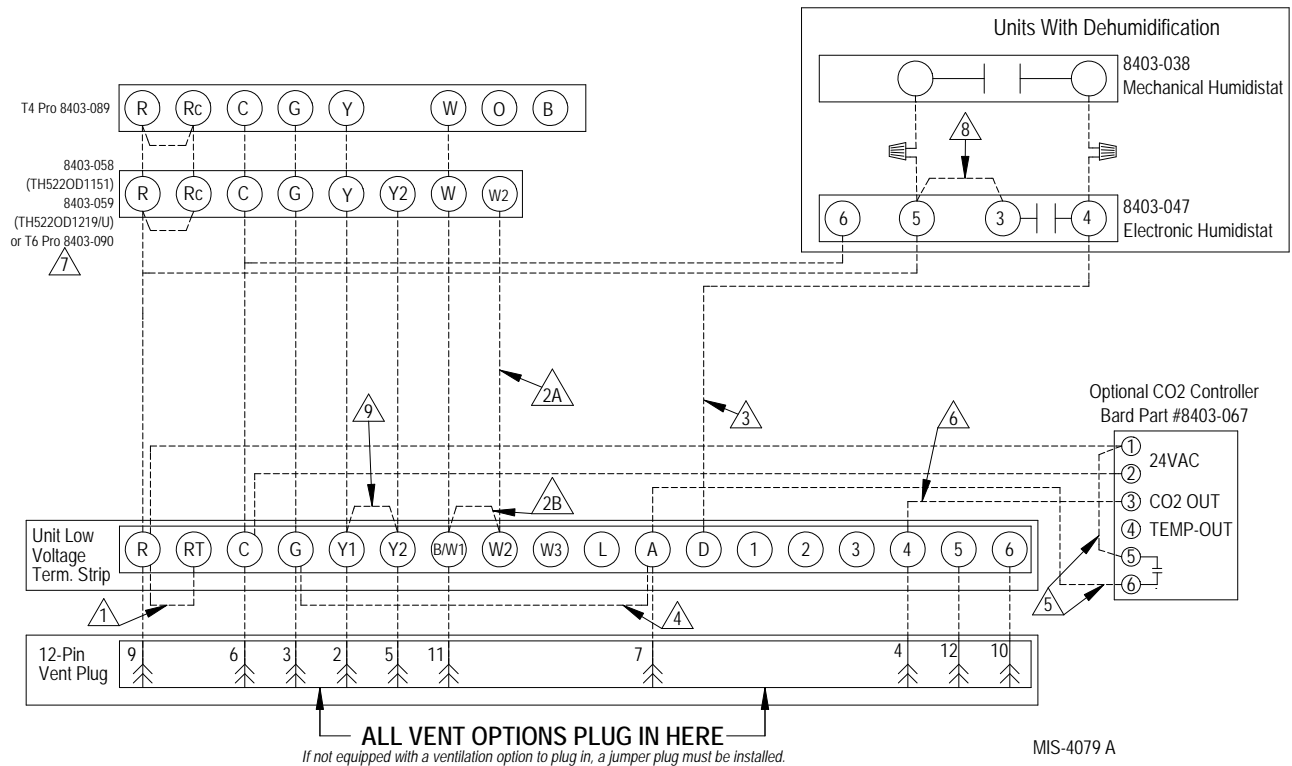 Units With Dehumidification
8403-038
Mechanical Humidistat
T4 Pro 8403-089
R Rc C G Y W O B
8
8403-058
(TH522OD1151)
8403-059
(TH522OD1219/U)
or T6 Pro 8403-090
7
R Rc C G Y Y2 W W2
6 5 3 4
8403-047
Electronic Humidistat
2A
9
3
6
2B
Optional CO2 Controller
Bard Part #8403-067
1
24VAC
2
3 CO2 OUT
4 TEMP-OUT
5
6
5
Unit Low
Voltage
Term. Strip
R RT C G Y1 Y2 B/W1 W2 W3 L A D 1 2 3 4 5 6
1
4
12-Pin
Vent Plug
9 6 3 2 5 11 7 4 12 10
ALL VENT OPTIONS PLUG IN HERE
If not equipped with a ventilation option to plug in, a jumper plug must be installed.
MIS-4079 A